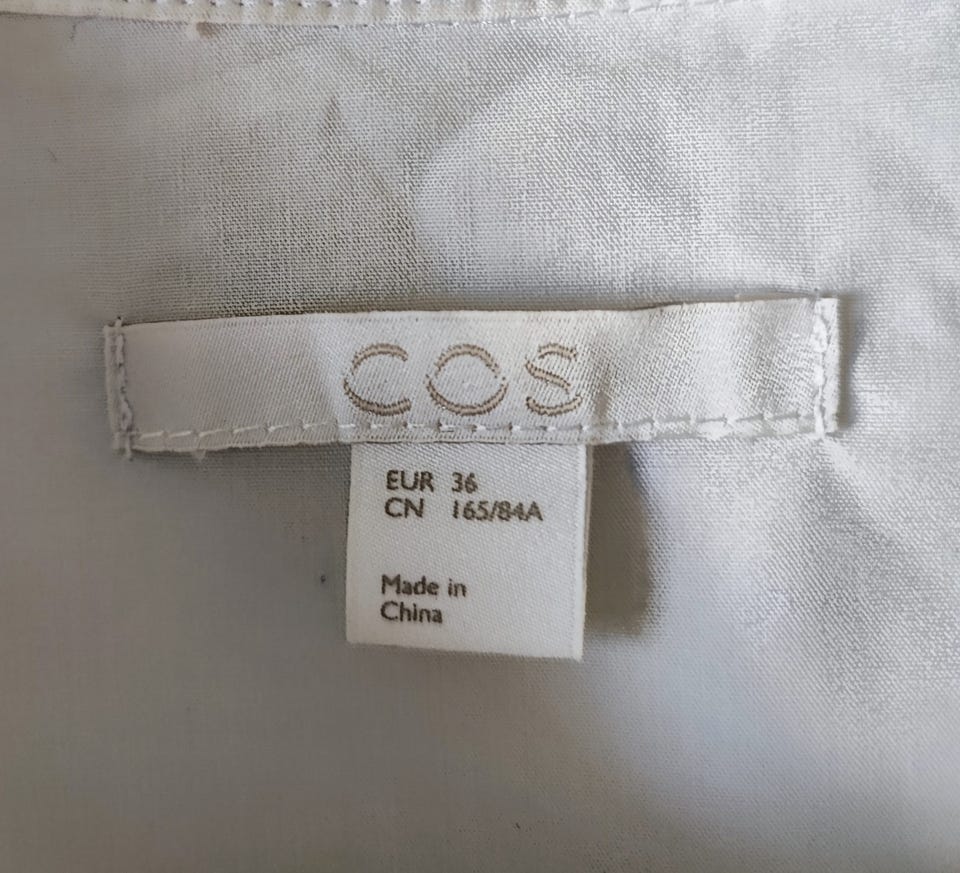 COS
EUR 36
CN 165/84A
Made in
China